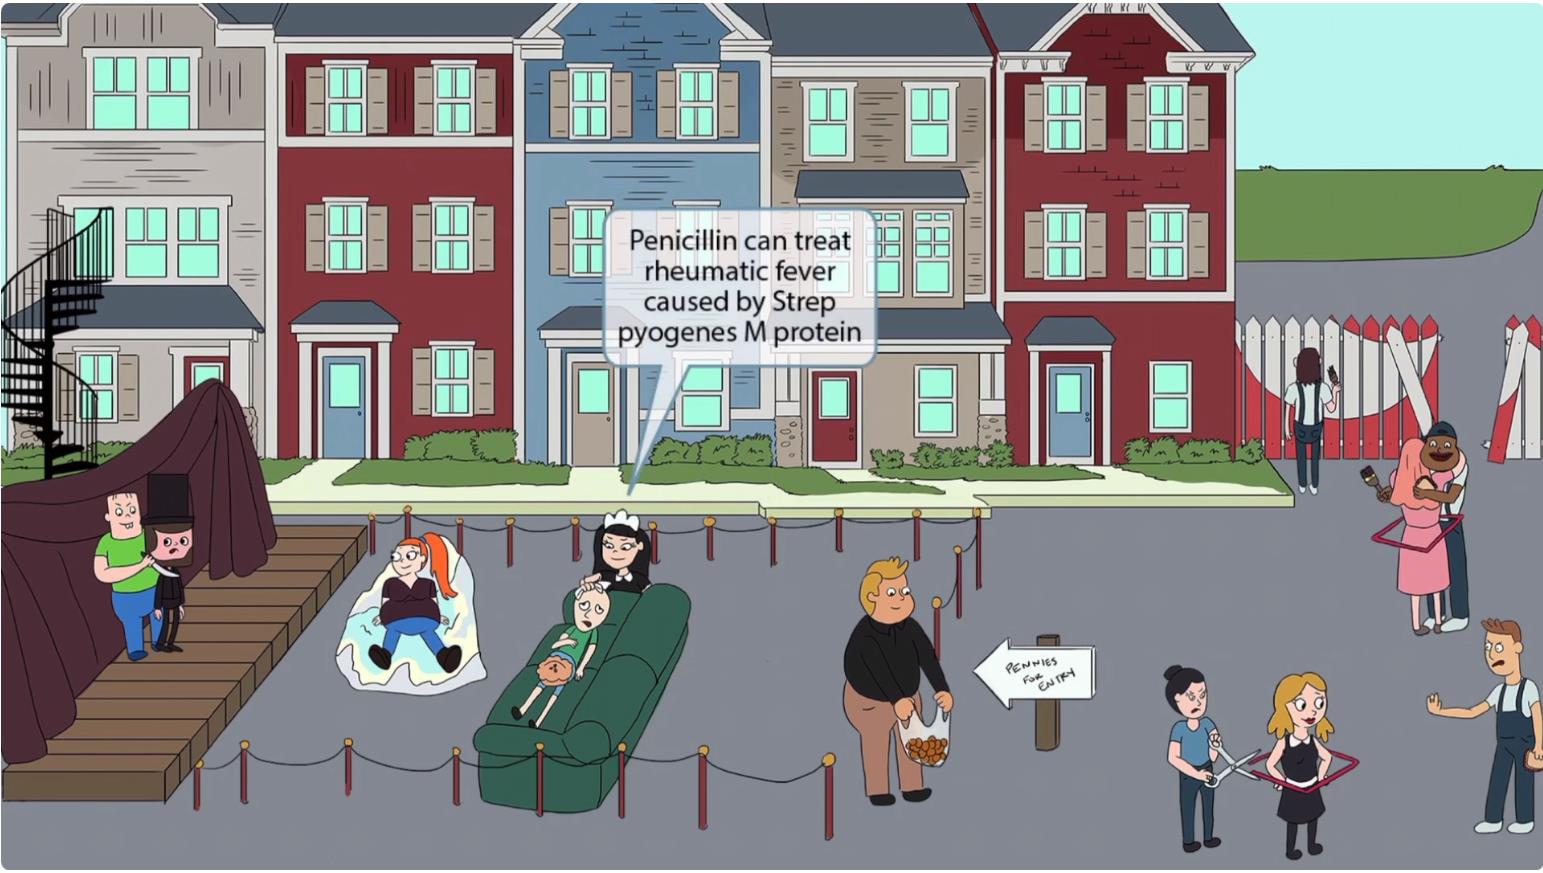 Penicillin can treat
rheumatic fever
caused by Strep
pyogenes M protein
PENNIES
FOR
ENTRY